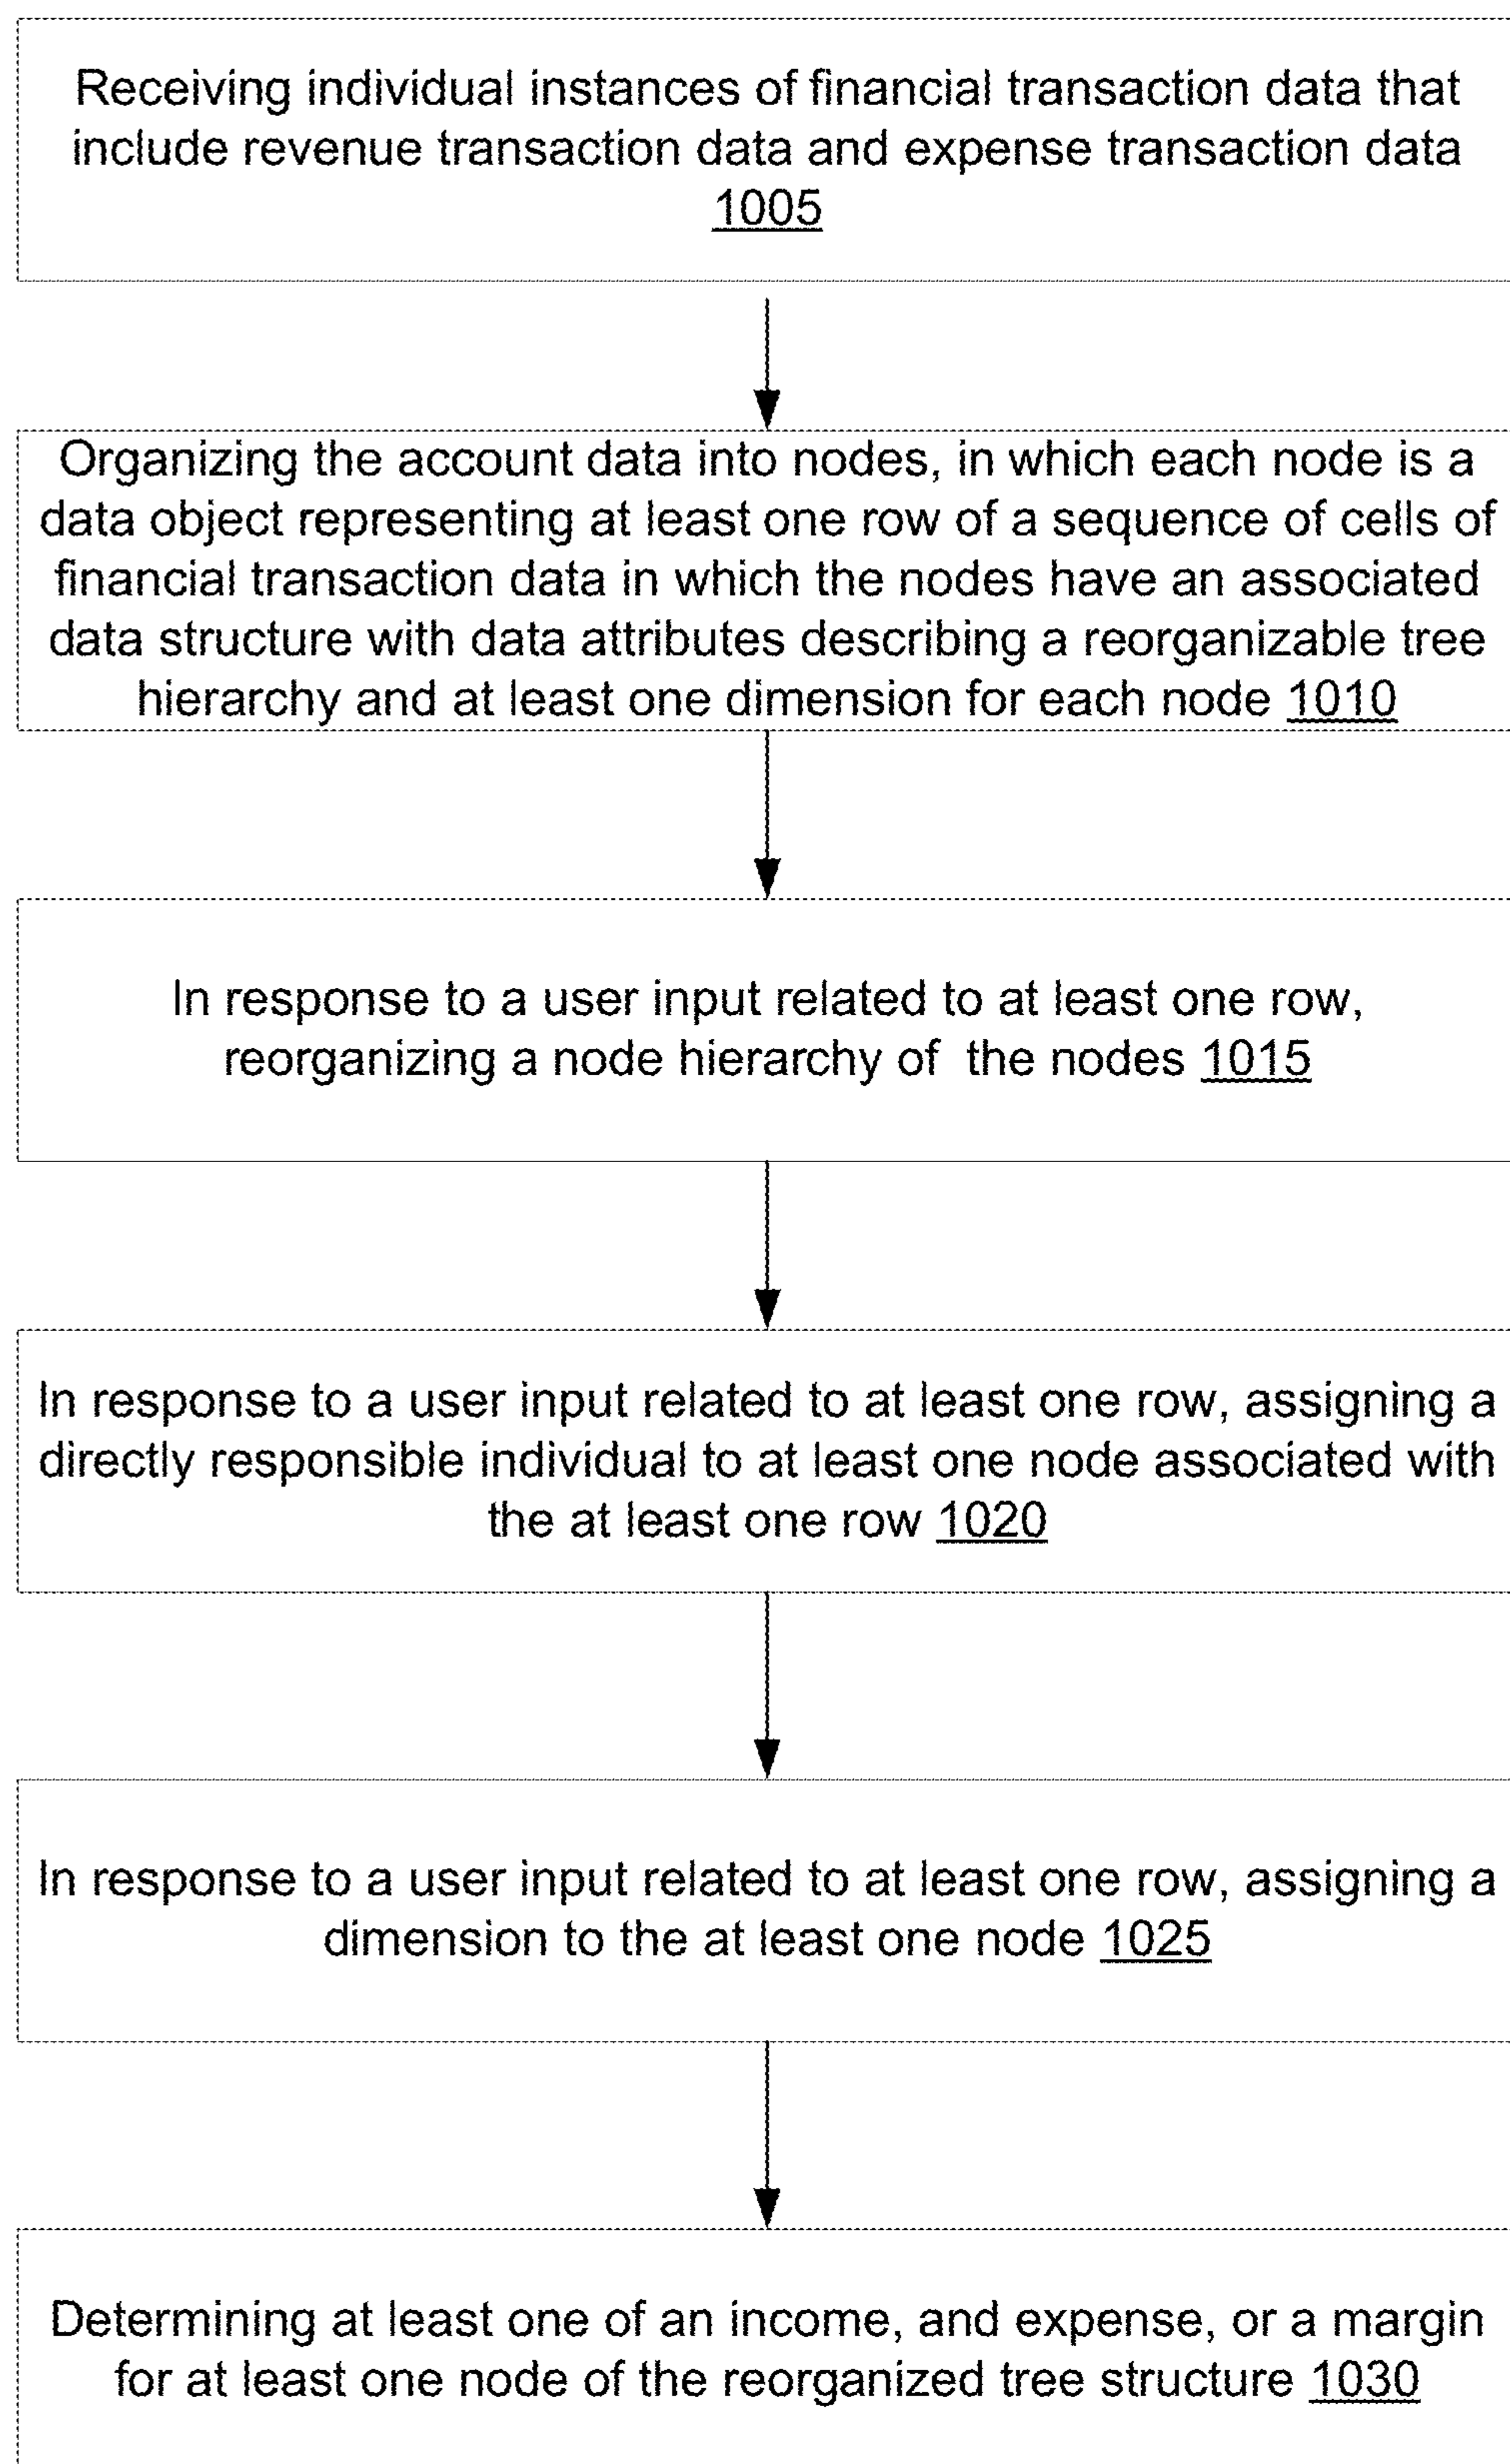 Receiving individual instances of financial transaction data that
include revenue transaction data and expense transaction data
1005
Organizing the account data into nodes, in which each node is a
data object representing at least one row of a sequence of cells of
financial transaction data in which the nodes have an associated
data structure with data attributes describing a reorganizable tree
hierarchy and at least one dimension for each node 1010
In response to a user input related to at least one row,
reorganizing a node hierarchy of the nodes 1015
In response to a user input related to at least one row, assigning a
directly responsible individual to at least one node associated with
the at least one row 1020
In response to a user input related to at least one row, assigning a
dimension to the at least one node 1025
Determining at least one of an income, and expense, or a margin
for at least one node of the reorganized tree structure 1030